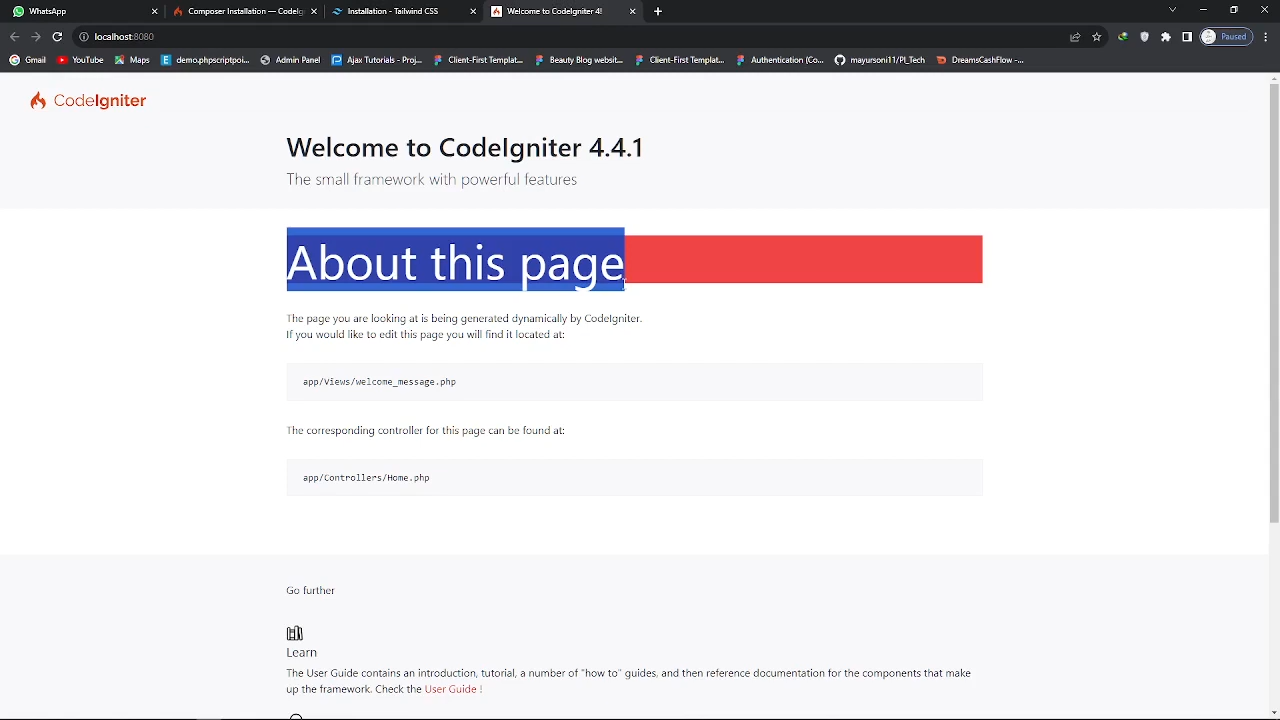 WhatsApp
Composer Installation — CodeIg
Installation - Tailwind CSS
Welcome to CodeIgniter 4!
localhost:8080
Paused
Gmail
YouTube
Maps
demo.phpscriptpoi...
Admin Panel
Ajax Tutorials - Proj...
Client-First Templat...
Beauty Blog websit...
Client-First Templat...
Authentication (Co...
mayursoni11/PI_Tech
DreamsCashFlow -...
CodeIgniter
Welcome to CodeIgniter 4.4.1
The small framework with powerful features
About this page
The page you are looking at is being generated dynamically by CodeIgniter.
If you would like to edit this page you will find it located at:
app/Views/welcome_message.php
The corresponding controller for this page can be found at:
app/Controllers/Home.php
Go further
Learn
The User Guide contains an introduction, tutorial, a number of "how to" guides, and then reference documentation for the components that make
up the framework. Check the User Guide !